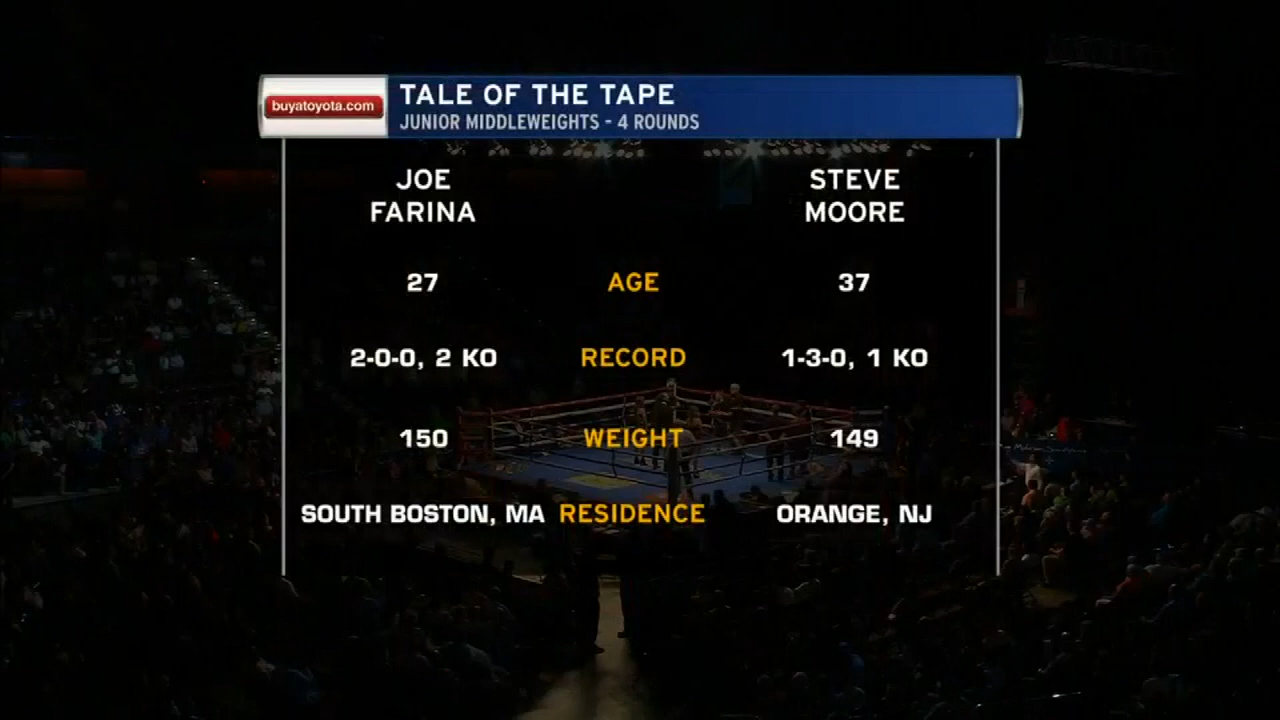 buyatoyota.com
TALE OF THE TAPE
JUNIOR MIDDLEWEIGHTS - 4 ROUNDS
JOE FARINA
STEVE MOORE
27 AGE 37
2-0-0, 2 KO RECORD 1-3-0, 1 KO
150 WEIGHT 149
SOUTH BOSTON, MA RESIDENCE ORANGE, NJ